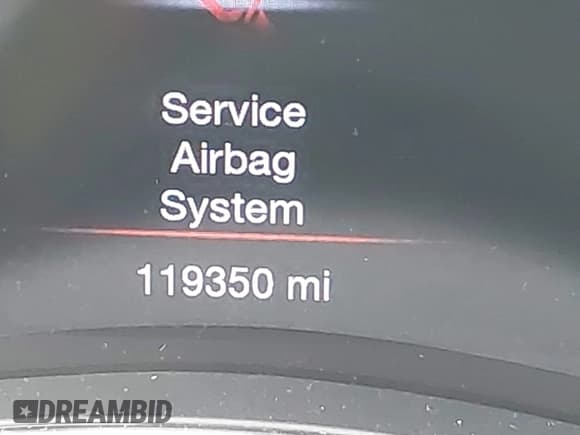 Service
Airbag
System
119350 mi
DREAMBID